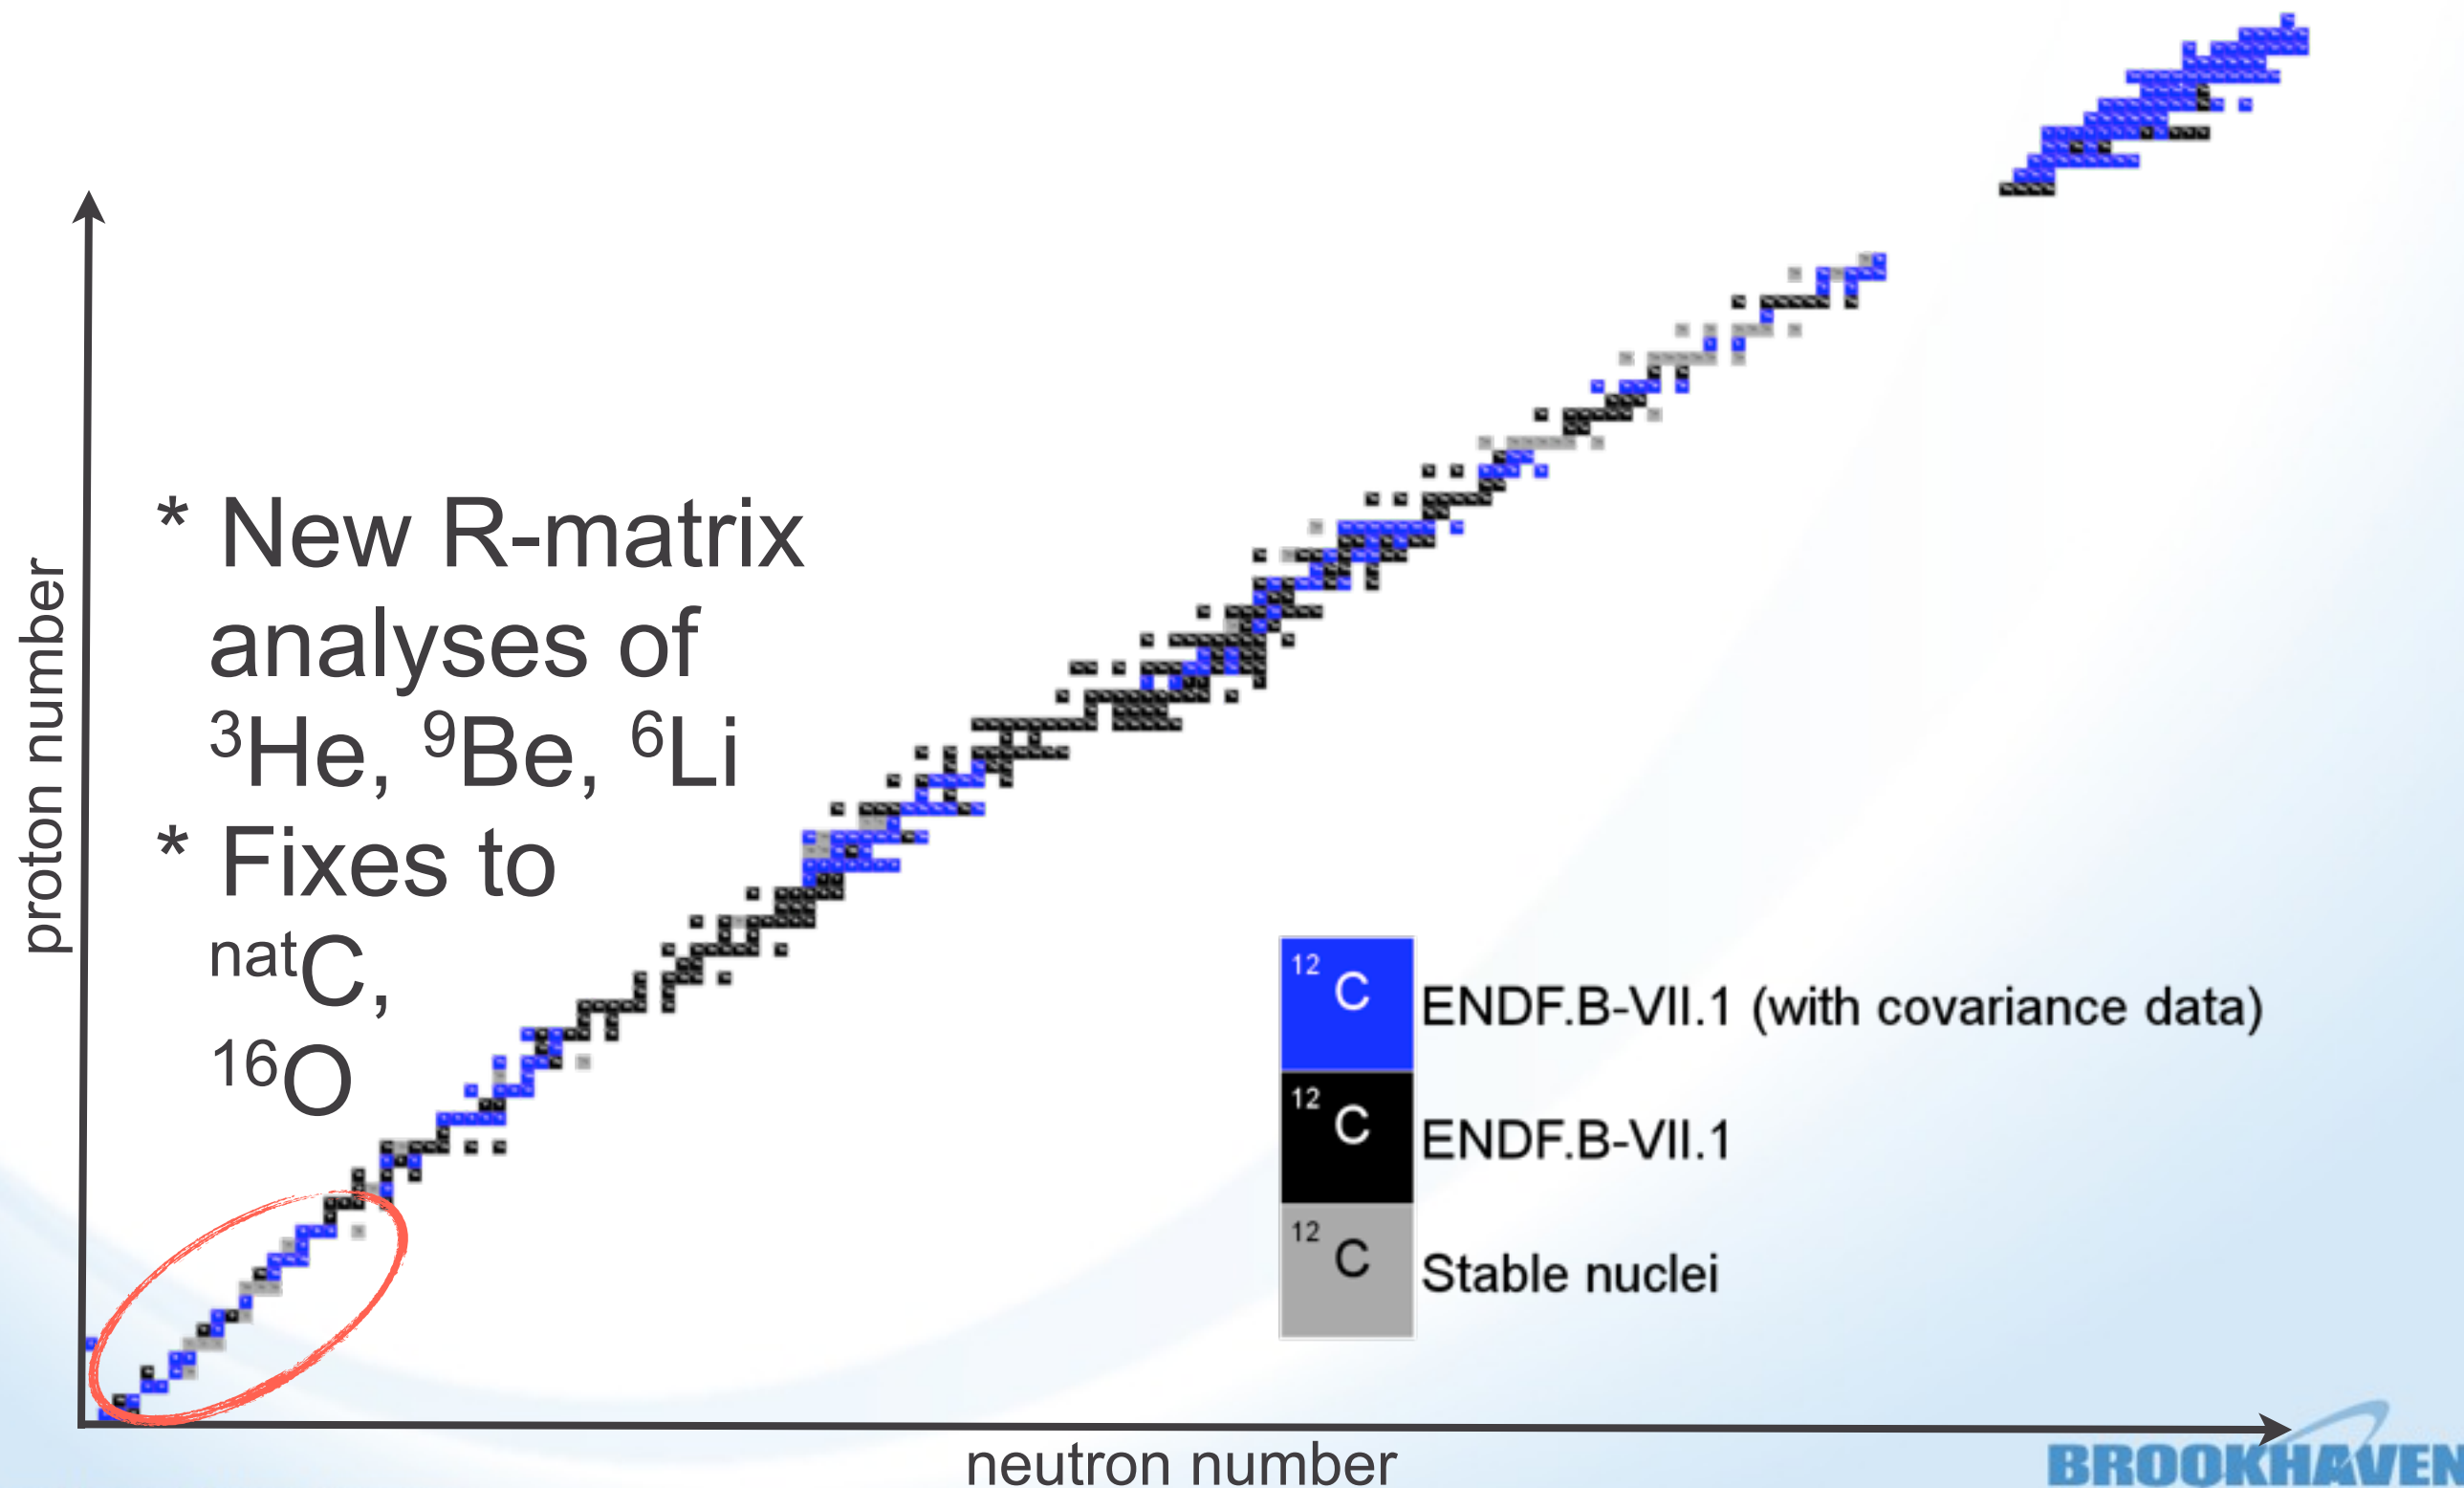 * New R-matrix
analyses of
³He, ⁹Be, ⁶Li
* Fixes to
ⁿᵃᵗC,
¹⁶O
proton number
neutron number
¹² C ENDF.B-VII.1 (with covariance data)
¹² C ENDF.B-VII.1
¹² C Stable nuclei
BROOKHAVEN